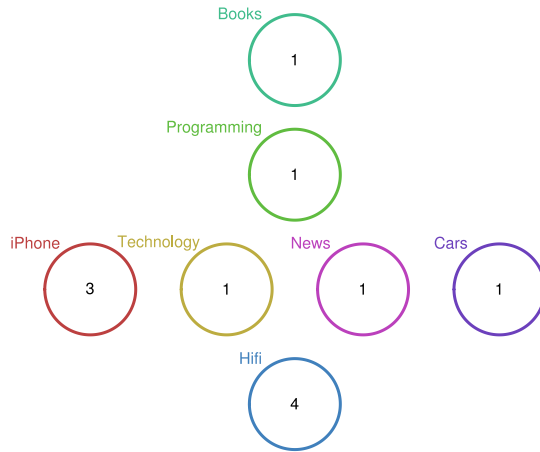 Books
1
Programming
1
iPhone Technology News Cars
3 1 1 1
Hifi
4